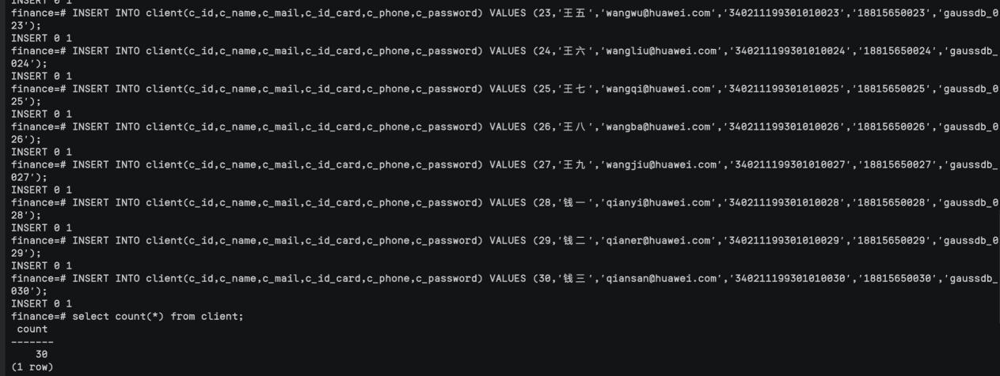 INSERT 0 1
finance=# INSERT INTO client(c_id,c_name,c_mail,c_id_card,c_phone,c_password) VALUES (23,'王五','wangwu@huawei.com','340211199301010023','18815650023','gaussdb_0
23');
INSERT 0 1
finance=# INSERT INTO client(c_id,c_name,c_mail,c_id_card,c_phone,c_password) VALUES (24,'王六','wangliu@huawei.com','340211199301010024','18815650024','gaussdb_
024');
INSERT 0 1
finance=# INSERT INTO client(c_id,c_name,c_mail,c_id_card,c_phone,c_password) VALUES (25,'王七','wangqi@huawei.com','340211199301010025','18815650025','gaussdb_0
25');
INSERT 0 1
finance=# INSERT INTO client(c_id,c_name,c_mail,c_id_card,c_phone,c_password) VALUES (26,'王八','wangba@huawei.com','340211199301010026','18815650026','gaussdb_0
26');
INSERT 0 1
finance=# INSERT INTO client(c_id,c_name,c_mail,c_id_card,c_phone,c_password) VALUES (27,'王九','wangjiu@huawei.com','340211199301010027','18815650027','gaussdb_
027');
INSERT 0 1
finance=# INSERT INTO client(c_id,c_name,c_mail,c_id_card,c_phone,c_password) VALUES (28,'钱一','qianyi@huawei.com','340211199301010028','18815650028','gaussdb_0
28');
INSERT 0 1
finance=# INSERT INTO client(c_id,c_name,c_mail,c_id_card,c_phone,c_password) VALUES (29,'钱二','qianer@huawei.com','340211199301010029','18815650029','gaussdb_0
29');
INSERT 0 1
finance=# INSERT INTO client(c_id,c_name,c_mail,c_id_card,c_phone,c_password) VALUES (30,'钱三','qiansan@huawei.com','340211199301010030','18815650030','gaussdb_
030');
INSERT 0 1
finance=# select count(*) from client;
count
-------
30
(1 row)